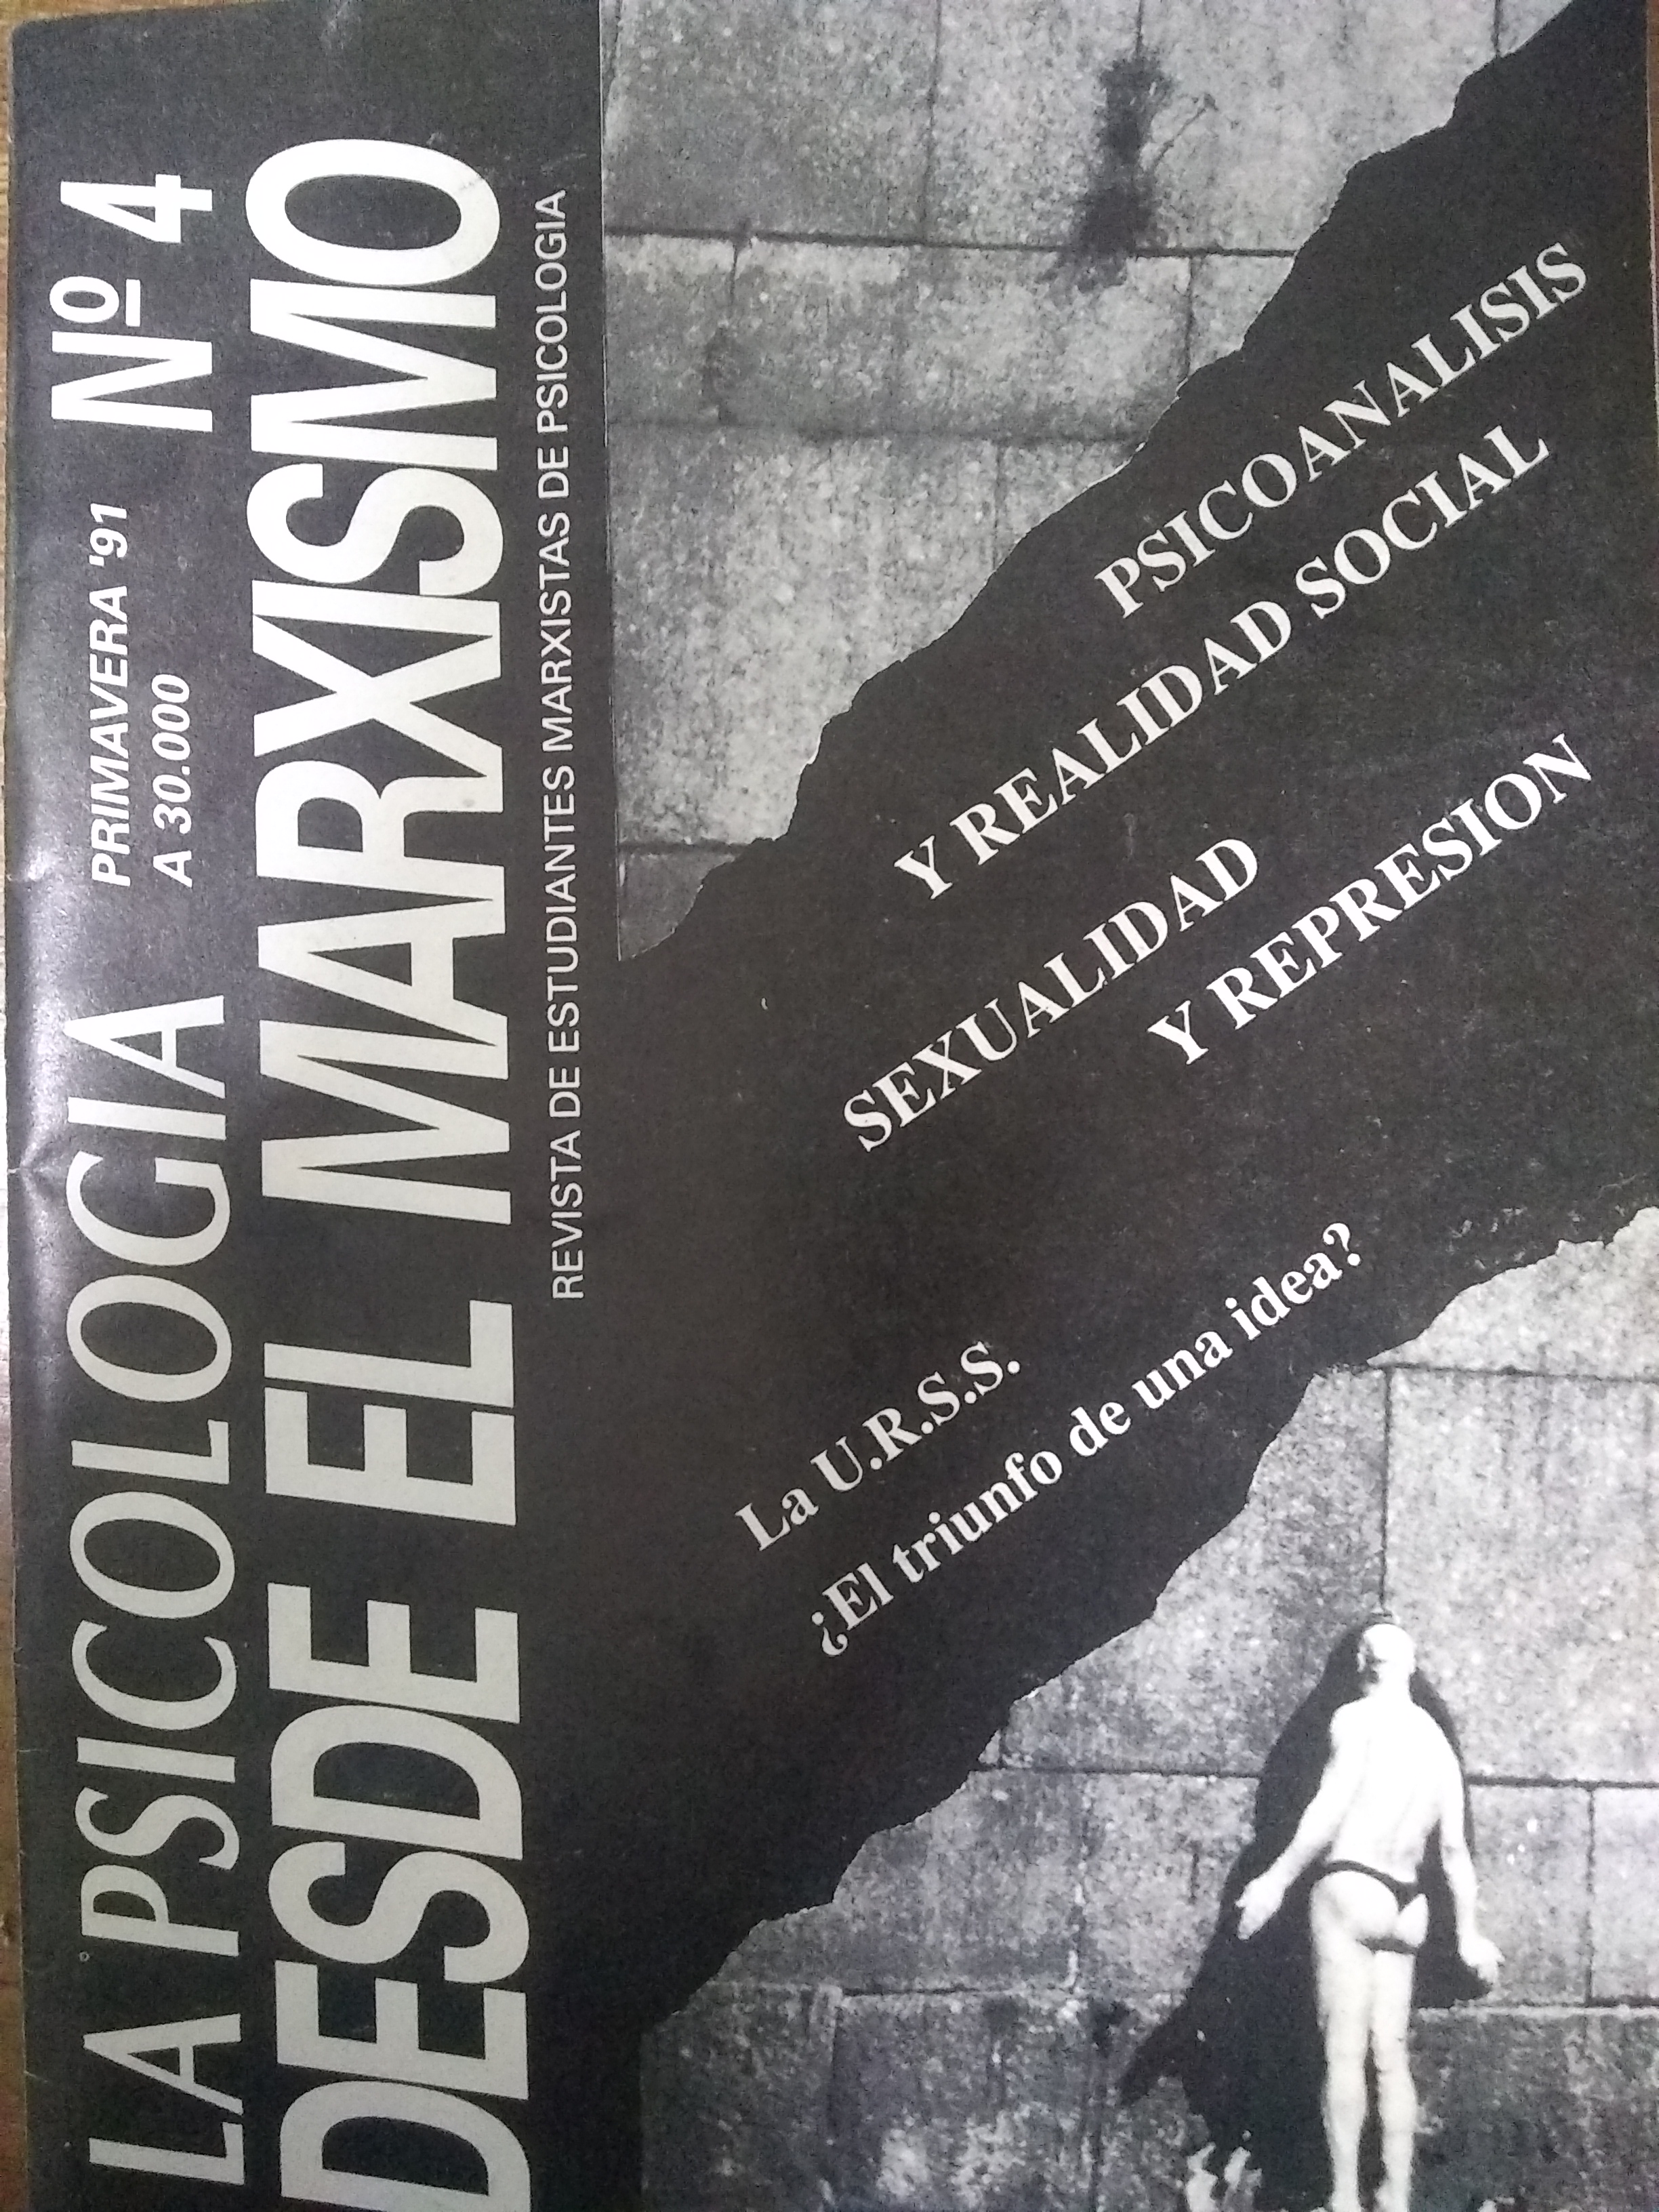 LA PSICOLOGIA
PRIMAVERA '91
A 30.000
Nº 4
DESDE EL MARXISMO
REVISTA DE ESTUDIANTES MARXISTAS DE PSICOLOGIA
PSICOANALISIS
Y REALIDAD SOCIAL
SEXUALIDAD
Y REPRESION
La U.R.S.S.
¿El triunfo de una idea?